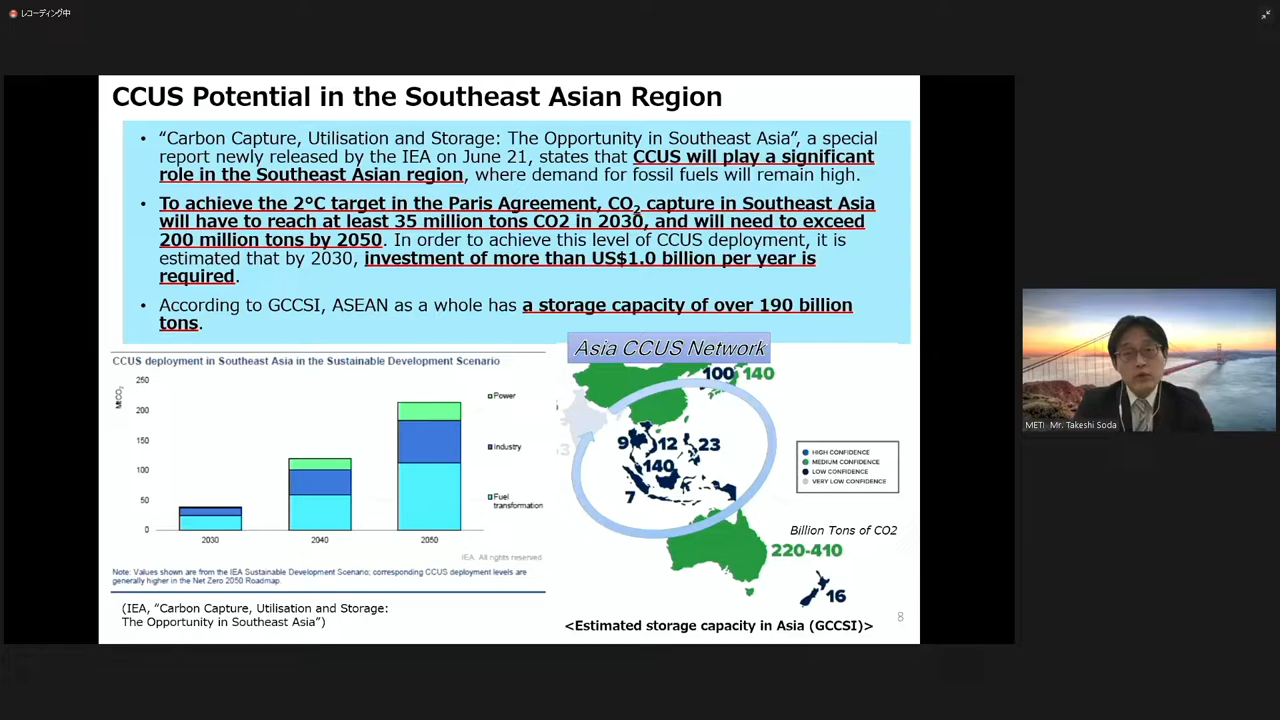 レコーディング中
CCUS Potential in the Southeast Asian Region
• “Carbon Capture, Utilisation and Storage: The Opportunity in Southeast Asia”, a special
report newly released by the IEA on June 21, states that CCUS will play a significant
role in the Southeast Asian region, where demand for fossil fuels will remain high.
• To achieve the 2°C target in the Paris Agreement, CO2 capture in Southeast Asia
will have to reach at least 35 million tons CO2 in 2030, and will need to exceed
200 million tons by 2050. In order to achieve this level of CCUS deployment, it is
estimated that by 2030, investment of more than US$1.0 billion per year is
required.
• According to GCCSI, ASEAN as a whole has a storage capacity of over 190 billion
tons.
CCUS deployment in Southeast Asia in the Sustainable Development Scenario
MtCO2
250
200
150
100
50
0
2030
2040
2050
Power
Industry
Fuel
transformation
IEA. All rights reserved
Note: Values shown are from the IEA Sustainable Development Scenario; corresponding CCUS deployment levels are
generally higher in the Net Zero 2050 Roadmap.
(IEA, “Carbon Capture, Utilisation and Storage:
The Opportunity in Southeast Asia”)
Asia CCUS Network
100 140
9 12 23
140
7
220-410
16
HIGH CONFIDENCE
MEDIUM CONFIDENCE
LOW CONFIDENCE
VERY LOW CONFIDENCE
Billion Tons of CO2
<Estimated storage capacity in Asia (GCCSI)>
8
METI Mr. Takeshi Soda